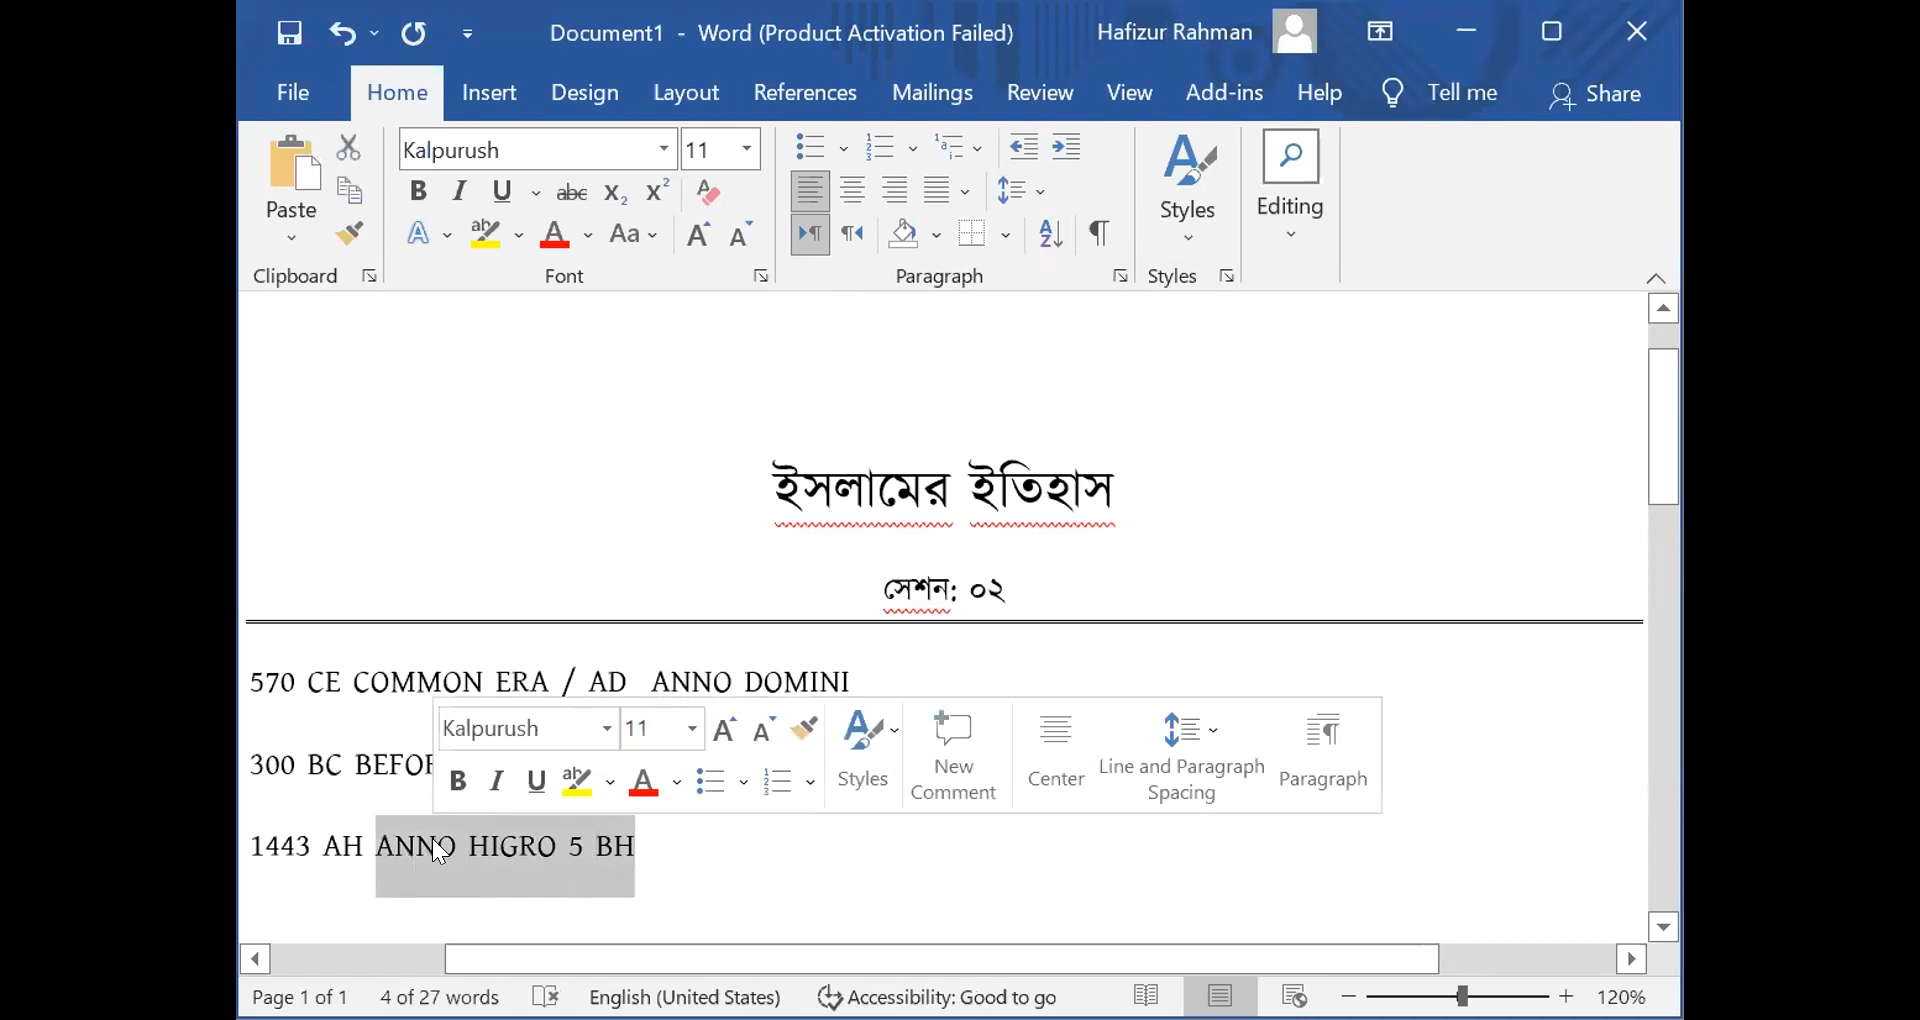 Document1 - Word (Product Activation Failed)
Hafizur Rahman
File Home Insert Design Layout References Mailings Review View Add-ins Help Tell me Share
Kalpurush 11
Paste
Styles
Editing
Clipboard Font Paragraph Styles
ইসলামের ইতিহাস
সেশন: ০২
570 CE COMMON ERA / AD ANNO DOMINI
300 BC
Kalpurush 11
Styles
New Comment
Center
Line and Paragraph Spacing
Paragraph
1443 AH ANNO HIGRO 5 BH
Page 1 of 1 4 of 27 words English (United States) Accessibility: Good to go 120%